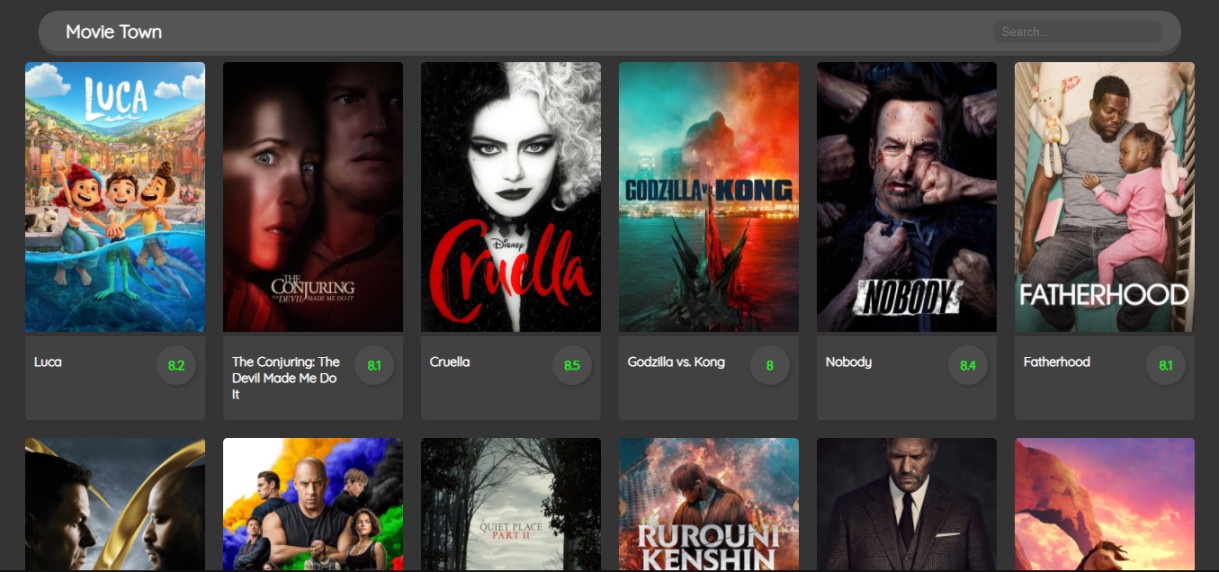 Movie Town
Search...
LUCA
THE
CONJURING
THE DEVIL MADE ME DO IT
Disney
Cruella
GODZILLA vs. KONG
NOBODY
FATHERHOOD
Luca
8.2
The Conjuring: The
Devil Made Me Do
It
8.1
Cruella
8.5
Godzilla vs. Kong
8
Nobody
8.4
Fatherhood
8.1
A
QUIET PLACE
PART II
RUROUNI
KENSHIN